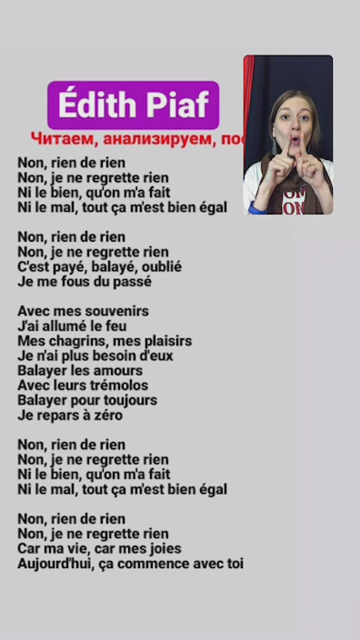 Édith Piaf
Читаем, анализируем,
Non, rien de rien
Non, je ne regrette rien
Ni le bien, qu'on m'a fait
Ni le mal, tout ça m'est bien égal
Non, rien de rien
Non, je ne regrette rien
C'est payé, balayé, oublié
Je me fous du passé
Avec mes souvenirs
J'ai allumé le feu
Mes chagrins, mes plaisirs
Je n'ai plus besoin d'eux
Balayer les amours
Avec leurs trémolos
Balayer pour toujours
Je repars à zéro
Non, rien de rien
Non, je ne regrette rien
Ni le bien, qu'on m'a fait
Ni le mal, tout ça m'est bien égal
Non, rien de rien
Non, je ne regrette rien
Car ma vie, car mes joies
Aujourd'hui, ça commence avec toi